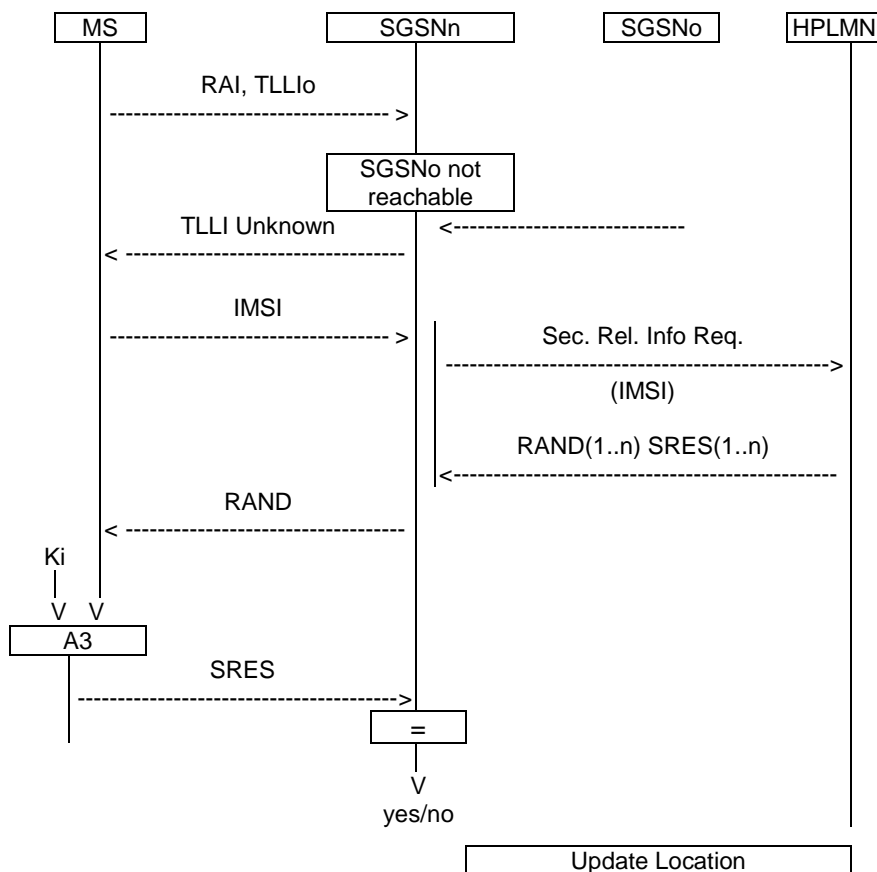 MS SGSNn SGSNo HPLMN
RAI, TLLIo
---------------------------------- >
SGSNo not
reachable
TLLI Unknown <----------------------------
< ----------------------------------
IMSI
---------------------------------- > Sec. Rel. Info Req.
------------------------------------------------>
(IMSI)
RAND(1..n) SRES(1..n)
<------------------------------------------------
RAND
< ----------------------------------
Ki
V V
A3
SRES
--------------------------------------->
=
V
yes/no
Update Location